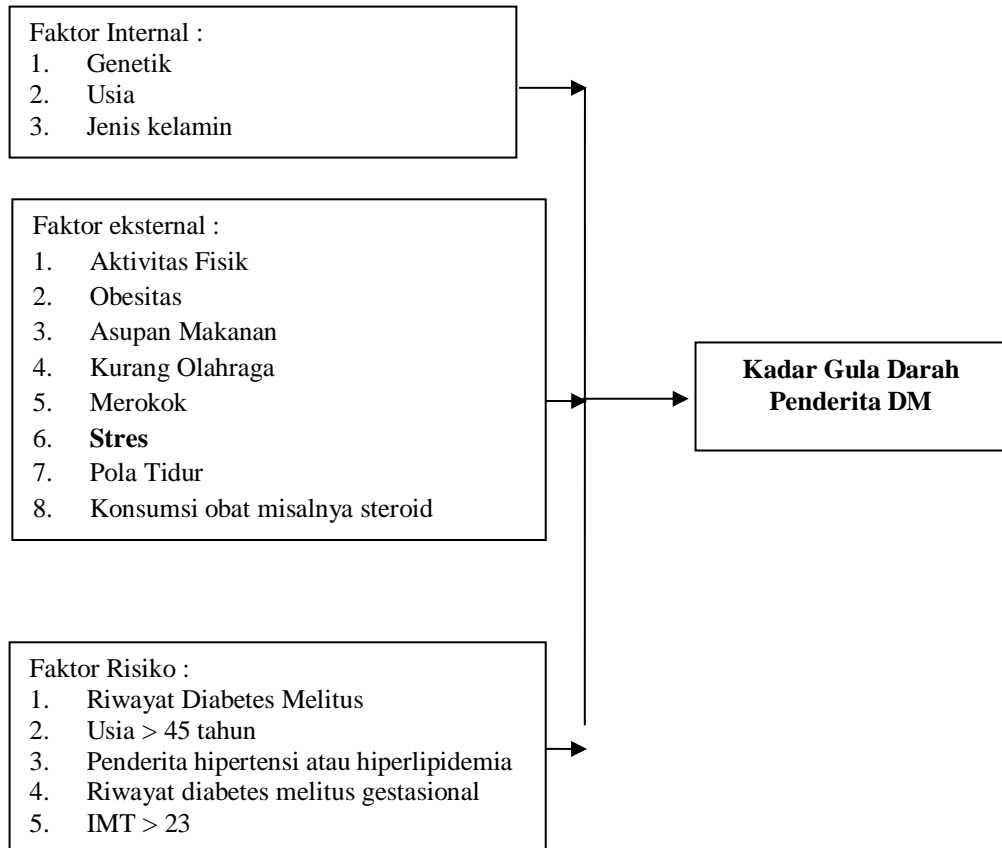 Faktor Internal :
1. Genetik
2. Usia
3. Jenis kelamin
Faktor eksternal :
1. Aktivitas Fisik
2. Obesitas
3. Asupan Makanan
4. Kurang Olahraga
5. Merokok
6. Stres
7. Pola Tidur
8. Konsumsi obat misalnya steroid
Kadar Gula Darah
Penderita DM
Faktor Risiko :
1. Riwayat Diabetes Melitus
2. Usia > 45 tahun
3. Penderita hipertensi atau hiperlipidemia
4. Riwayat diabetes melitus gestasional
5. IMT > 23